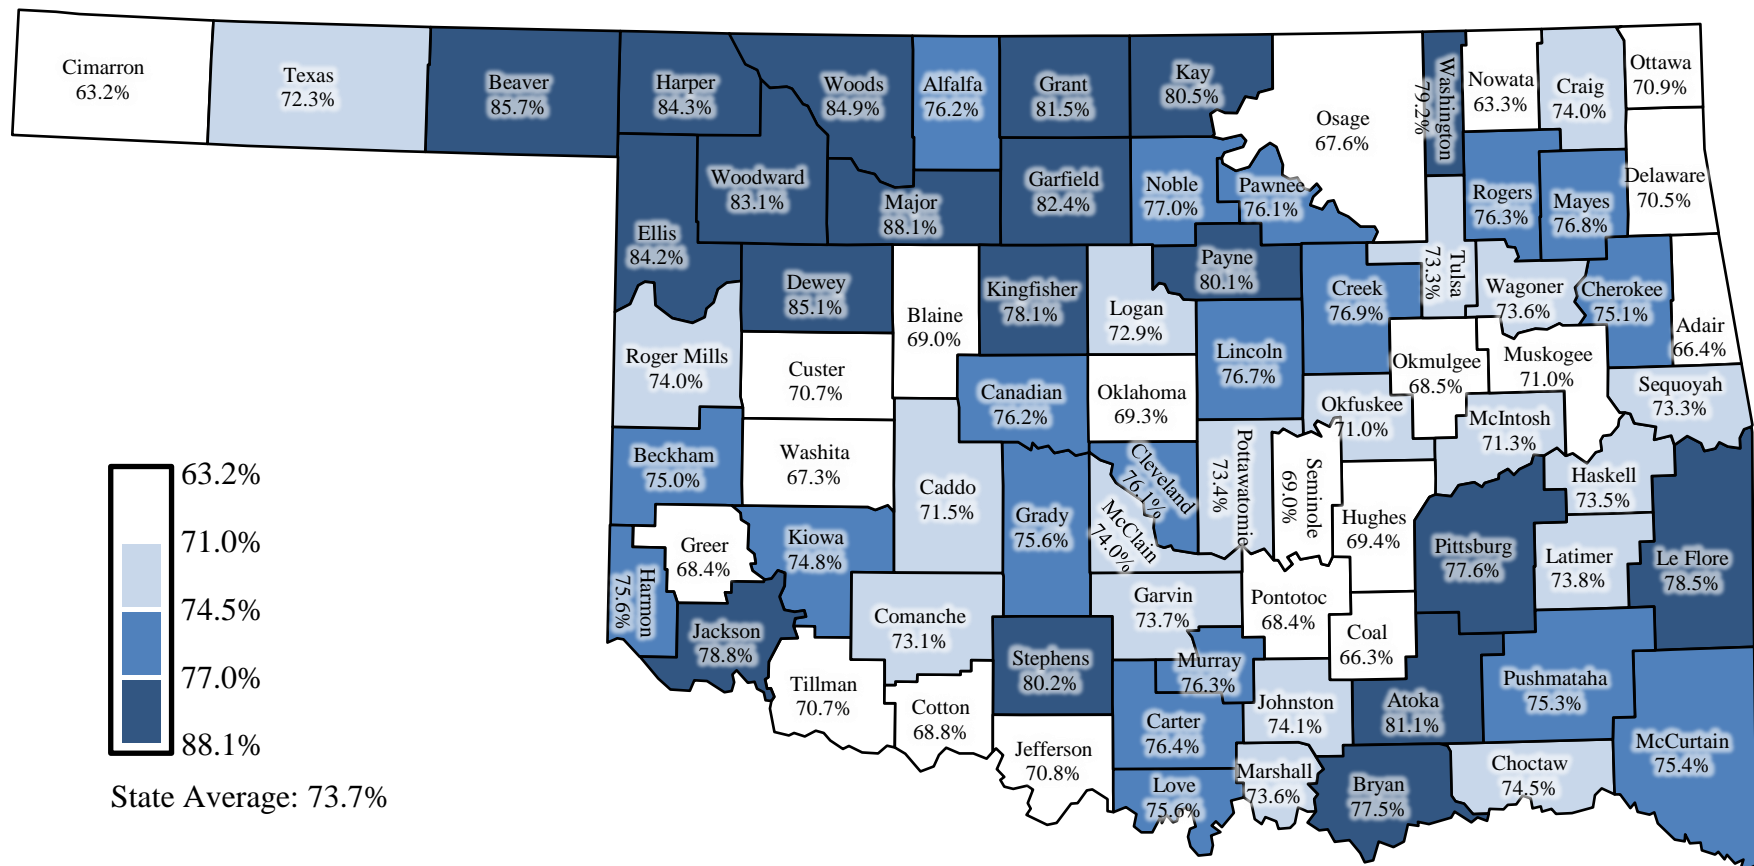 Cimarron
63.2%
Texas
72.3%
Beaver
85.7%
Harper
84.3%
Woods
84.9%
Alfalfa
76.2%
Grant
81.5%
Kay
80.5%
Osage
67.6%
Washington
79.2%
Nowata
63.3%
Craig
74.0%
Ottawa
70.9%
Woodward
83.1%
Major
88.1%
Garfield
82.4%
Noble
77.0%
Pawnee
76.1%
Rogers
76.3%
Mayes
76.8%
Delaware
70.5%
Ellis
84.2%
Dewey
85.1%
Blaine
69.0%
Kingfisher
78.1%
Logan
72.9%
Payne
80.1%
Creek
76.9%
Tulsa
73.3%
Wagoner
73.6%
Cherokee
75.1%
Adair
66.4%
Roger Mills
74.0%
Custer
70.7%
Canadian
76.2%
Oklahoma
69.3%
Lincoln
76.7%
Okfuskee
71.0%
Okmulgee
68.5%
Muskogee
71.0%
McIntosh
71.3%
Sequoyah
73.3%
Beckham
75.0%
Washita
67.3%
Caddo
71.5%
Grady
75.6%
Cleveland
76.1%
McClain
74.0%
Pottawatomie
73.4%
Seminole
69.0%
Hughes
69.4%
Pittsburg
77.6%
Haskell
73.5%
Latimer
73.8%
Le Flore
78.5%
Harmon
75.6%
Greer
68.4%
Kiowa
74.8%
Jackson
78.8%
Comanche
73.1%
Stephens
80.2%
Garvin
73.7%
Murray
76.3%
Pontotoc
68.4%
Coal
66.3%
Atoka
81.1%
Pushmataha
75.3%
McCurtain
75.4%
Tillman
70.7%
Cotton
68.8%
Jefferson
70.8%
Carter
76.4%
Johnston
74.1%
Love
75.6%
Marshall
73.6%
Bryan
77.5%
Choctaw
74.5%
63.2%
71.0%
74.5%
77.0%
88.1%
State Average: 73.7%